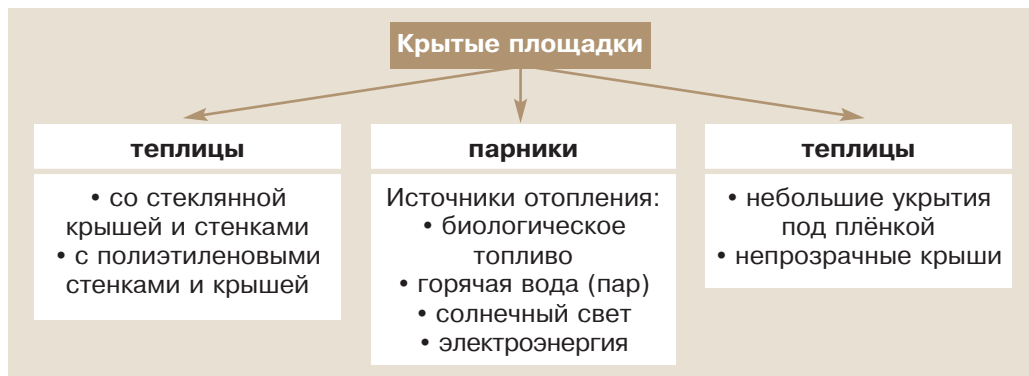 Крытые площадки
теплицы
• со стеклянной
крышей и стенками
• с полиэтиленовыми
стенками и крышей
парники
Источники отопления:
• биологическое
топливо
• горячая вода (пар)
• солнечный свет
• электроэнергия
теплицы
• небольшие укрытия
под плёнкой
• непрозрачные крыши